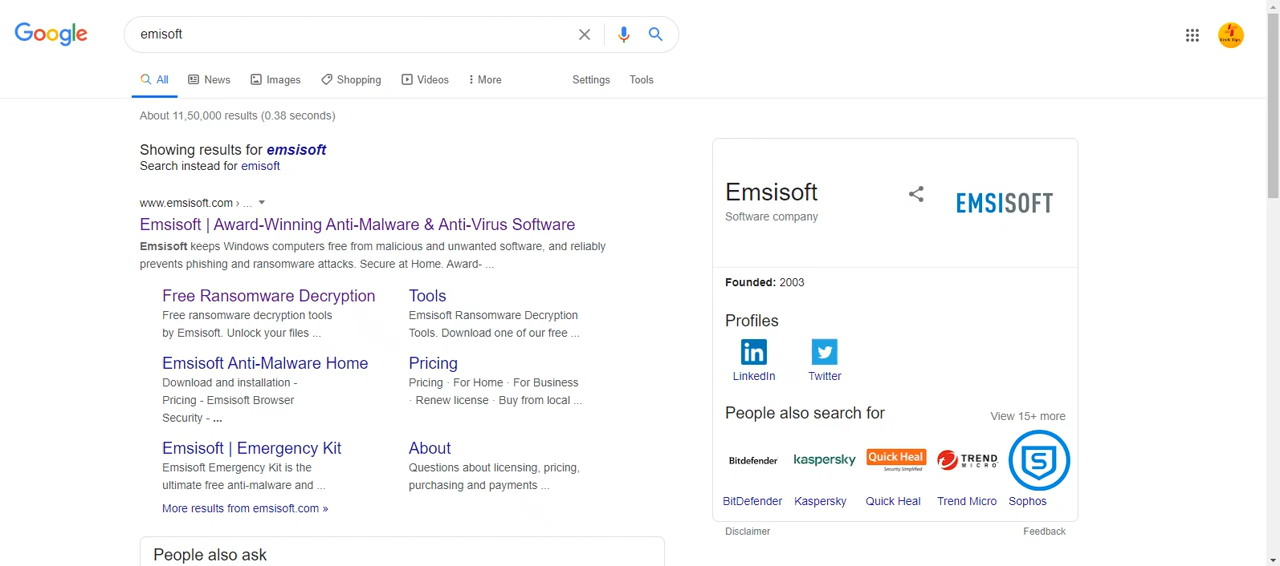 Google
emisoft
All
News
Images
Shopping
Videos
More
Settings
Tools
About 11,50,000 results (0.38 seconds)
Showing results for emsisoft
Search instead for emisoft
www.emsisoft.com › ...
Emsisoft | Award-Winning Anti-Malware & Anti-Virus Software
Emsisoft keeps Windows computers free from malicious and unwanted software, and reliably
prevents phishing and ransomware attacks. Secure at Home. Award- ...
Free Ransomware Decryption
Free ransomware decryption tools
by Emsisoft. Unlock your files ...
Tools
Emsisoft Ransomware Decryption
Tools. Download one of our free ...
Emsisoft Anti-Malware Home
Download and installation -
Pricing - Emsisoft Browser
Security - ...
Pricing
Pricing · For Home · For Business
· Renew license · Buy from local ...
Emsisoft | Emergency Kit
Emsisoft Emergency Kit is the
ultimate free anti-malware and ...
About
Questions about licensing, pricing,
purchasing and payments ...
More results from emsisoft.com »
People also ask
Emsisoft
Software company
EMSISOFT
Founded: 2003
Profiles
LinkedIn
Twitter
People also search for
View 15+ more
Bitdefender
kaspersky
Quick Heal
Security Simplified
TREND
MICRO
S
BitDefender
Kaspersky
Quick Heal
Trend Micro
Sophos
Disclaimer
Feedback